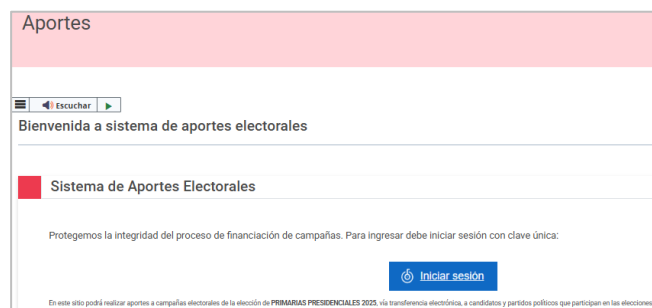 Aportes
Escuchar
Bienvenida a sistema de aportes electorales
Sistema de Aportes Electorales
Protegemos la integridad del proceso de financiación de campañas. Para ingresar debe iniciar sesión con clave única:
Iniciar sesión
En este sitio podrá realizar aportes a campañas electorales de la elección de PRIMARIAS PRESIDENCIALES 2025, vía transferencia electrónica, a candidatos y partidos políticos que participan en las elecciones